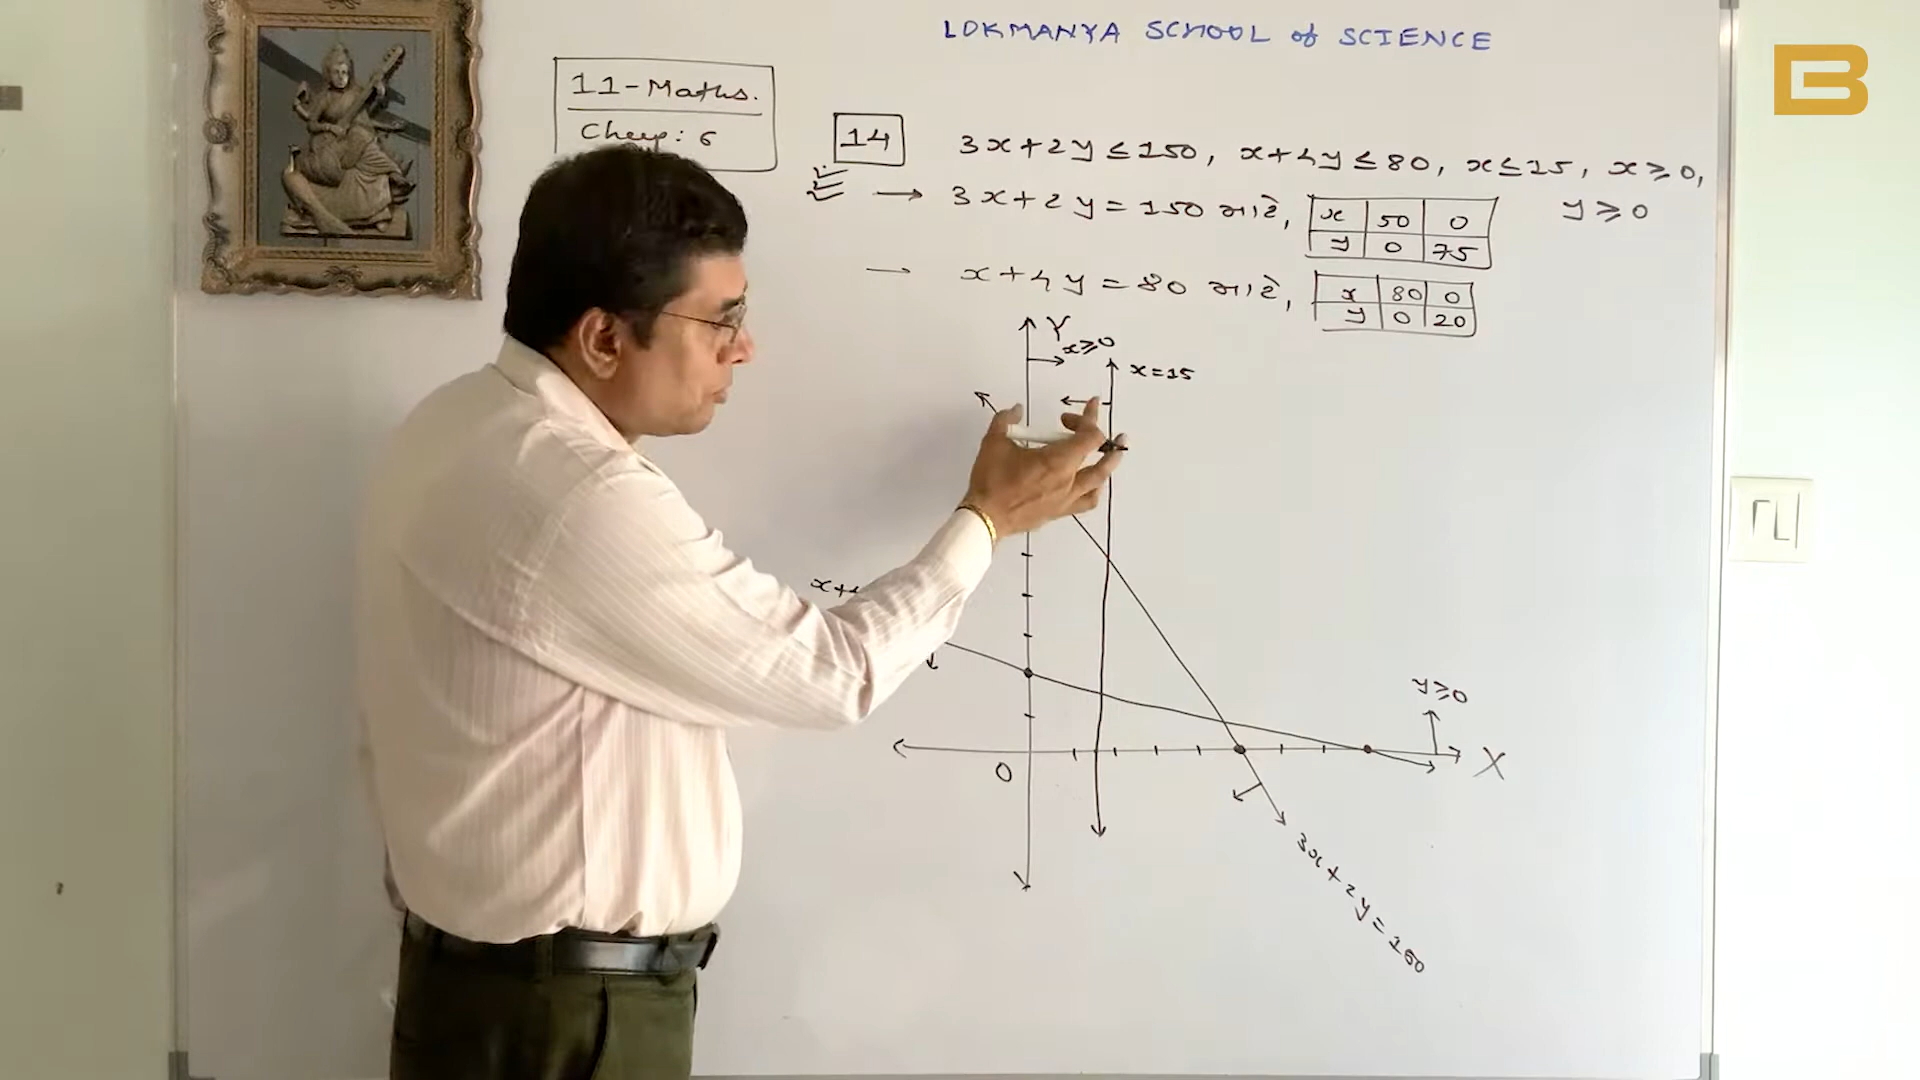 LOKMANYA SCHOOL of SCIENCE
11-Maths.
Chap: 6
14
3x+2y≤150, x+4y≤80, x≤15, x≥0,
y≥0
3x+2y=150 માટે,
x 50 0
y 0 75
x+4y=80 માટે,
x 80 0
y 0 20
Y
x≥0
x=15
y≥0
X
0
3x+2y=150